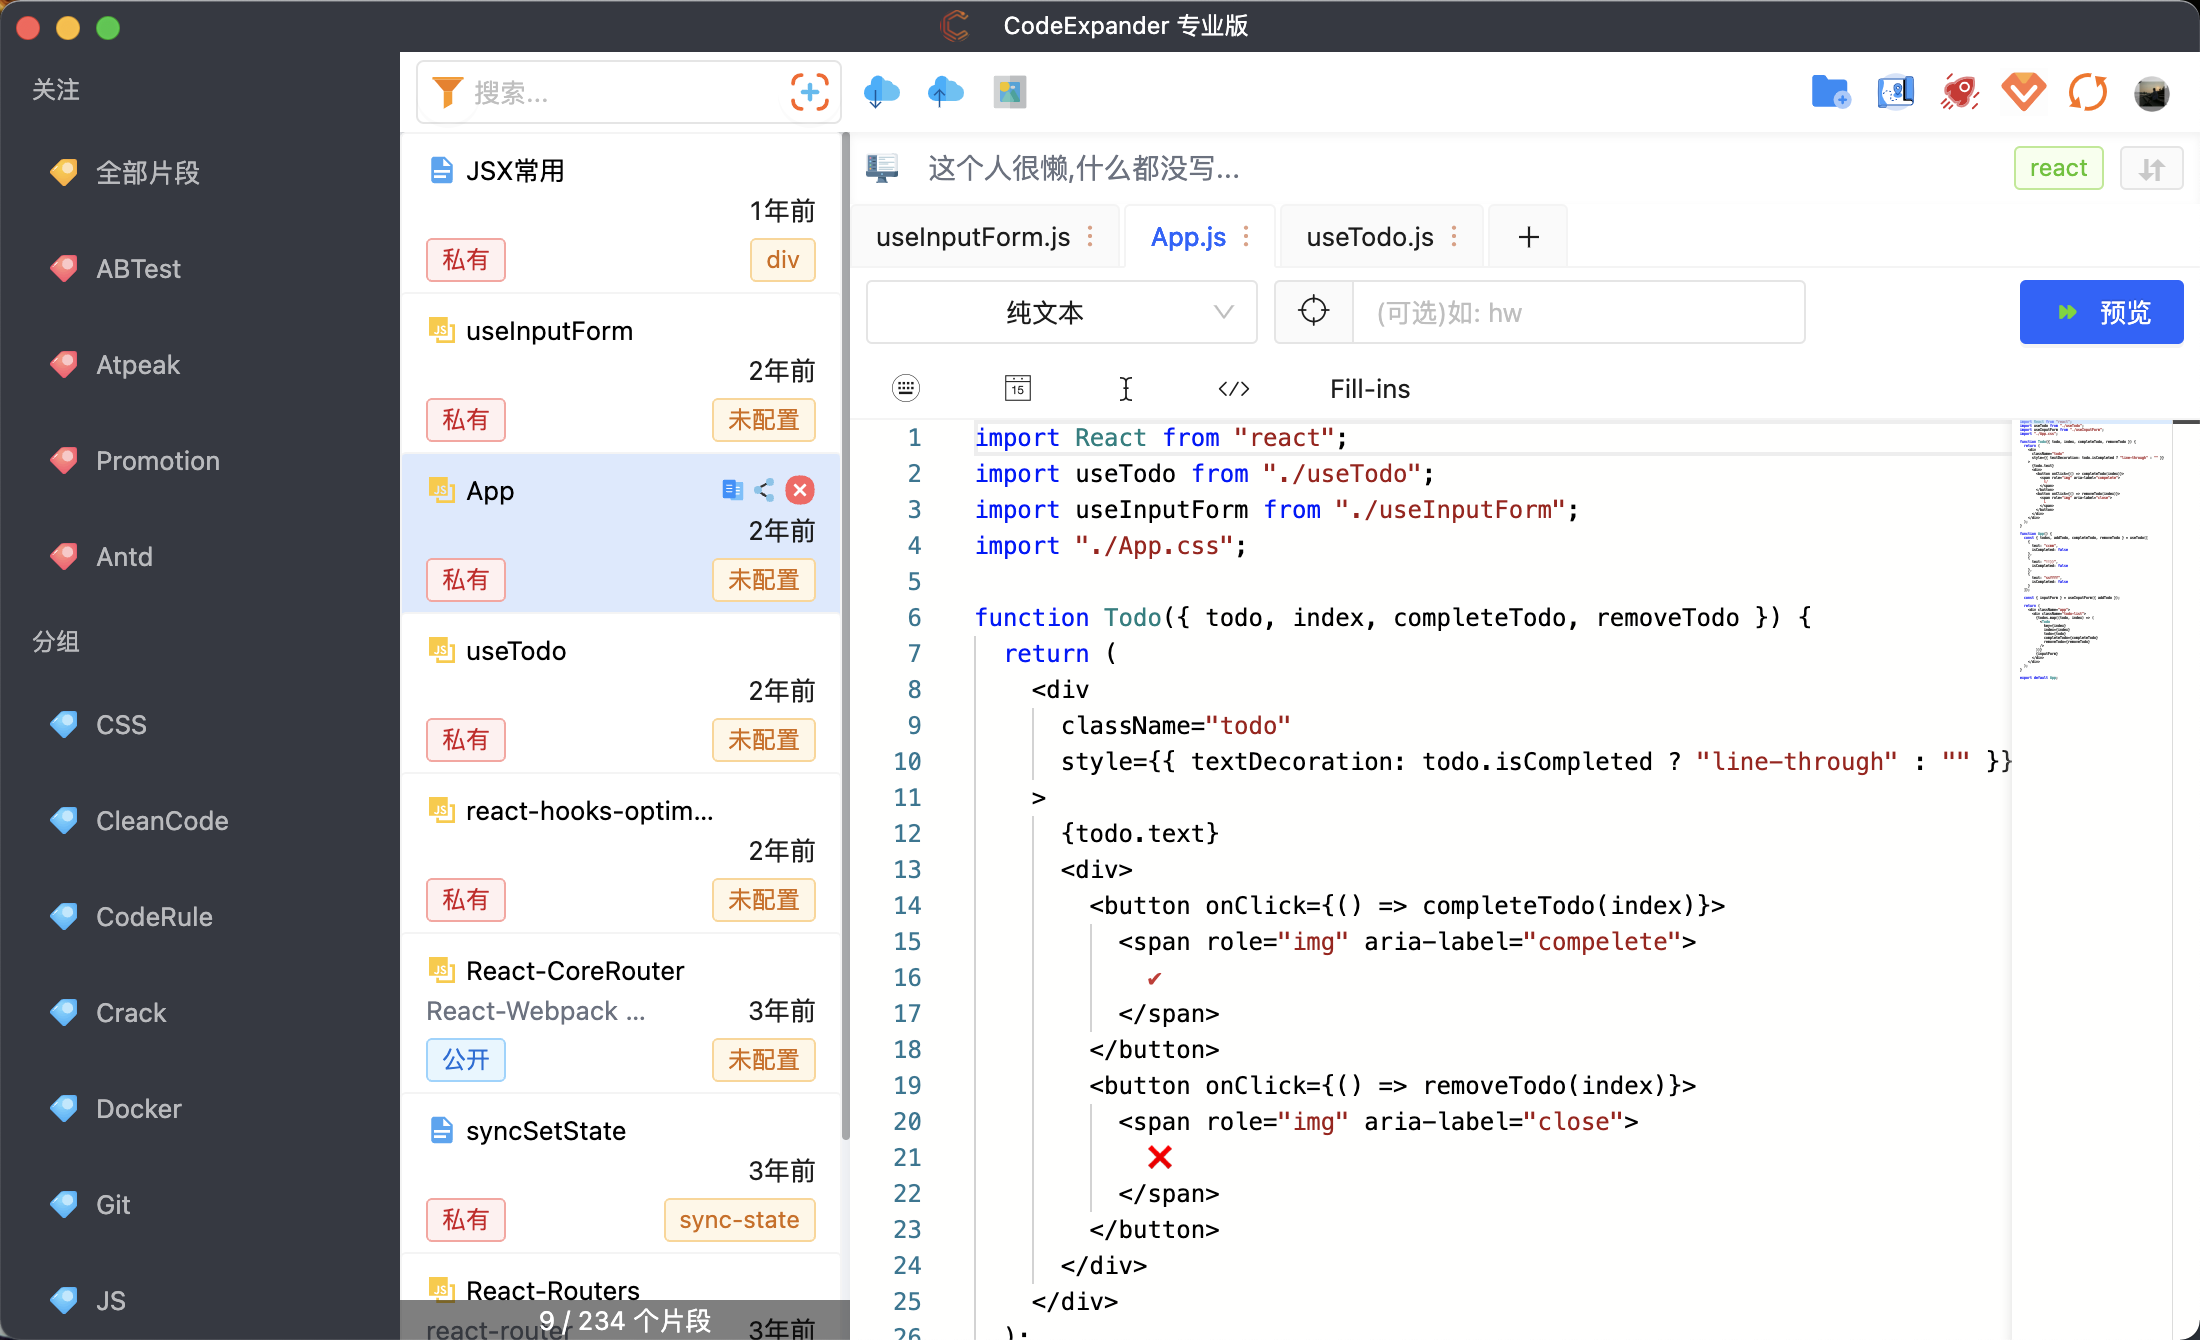 CodeExpander 专业版
关注
全部片段
ABTest
Atpeak
Promotion
Antd
分组
CSS
CleanCode
CodeRule
Crack
Docker
Git
JS
搜索...
JSX常用
1年前
私有
div
useInputForm
2年前
私有
未配置
App
2年前
私有
未配置
useTodo
2年前
私有
未配置
react-hooks-optim...
2年前
私有
未配置
React-CoreRouter
React-Webpack ...
3年前
公开
未配置
syncSetState
3年前
私有
sync-state
React-Routers
react-router
3年前
9 / 234 个片段
这个人很懒,什么都没写...
react
useInputForm.js
App.js
useTodo.js
+
纯文本
(可选)如: hw
预览
15
</>
Fill-ins
1 import React from "react";
2 import useTodo from "./useTodo";
3 import useInputForm from "./useInputForm";
4 import "./App.css";
5
6 function Todo({ todo, index, completeTodo, removeTodo }) {
7 return (
8 <div
9 className="todo"
10 style={{ textDecoration: todo.isCompleted ? "line-through" : "" }}
11 >
12 {todo.text}
13 <div>
14 <button onClick={() => completeTodo(index)}>
15 <span role="img" aria-label="compelete">
16 ✔
17 </span>
18 </button>
19 <button onClick={() => removeTodo(index)}>
20 <span role="img" aria-label="close">
21 ❌
22 </span>
23 </button>
24 </div>
25 </div>
26 );